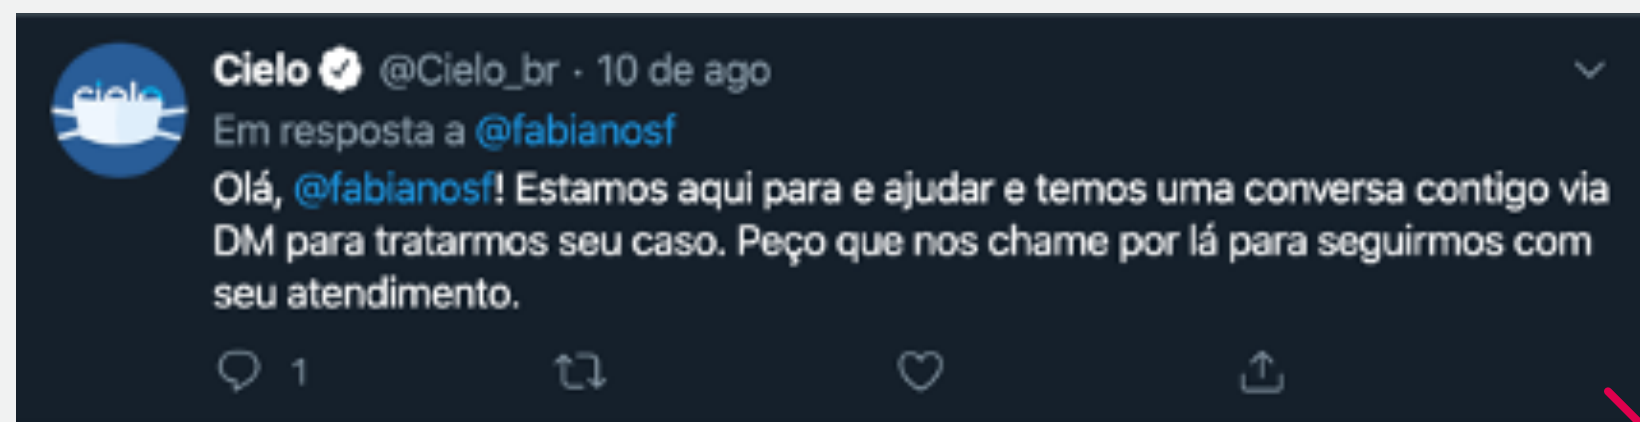 cielo
Cielo @Cielo_br · 10 de ago
Em resposta a @fabianosf
Olá, @fabianosf! Estamos aqui para e ajudar e temos uma conversa contigo via
DM para tratarmos seu caso. Peço que nos chame por lá para seguirmos com
seu atendimento.
1